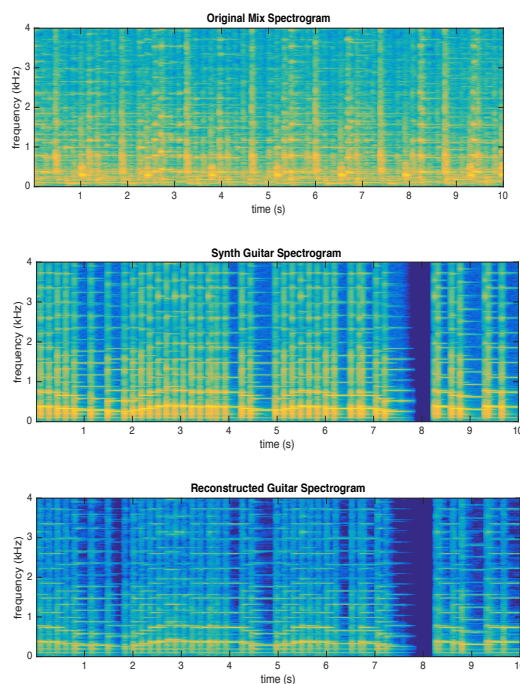 Original Mix Spectrogram
4
3
2
1
0
frequency (kHz)
1 2 3 4 5 6 7 8 9 10
time (s)
Synth Guitar Spectrogram
4
3
2
1
0
frequency (kHz)
1 2 3 4 5 6 7 8 9 10
time (s)
Reconstructed Guitar Spectrogram
4
3
2
1
0
frequency (kHz)
1 2 3 4 5 6 7 8 9 10
time (s)